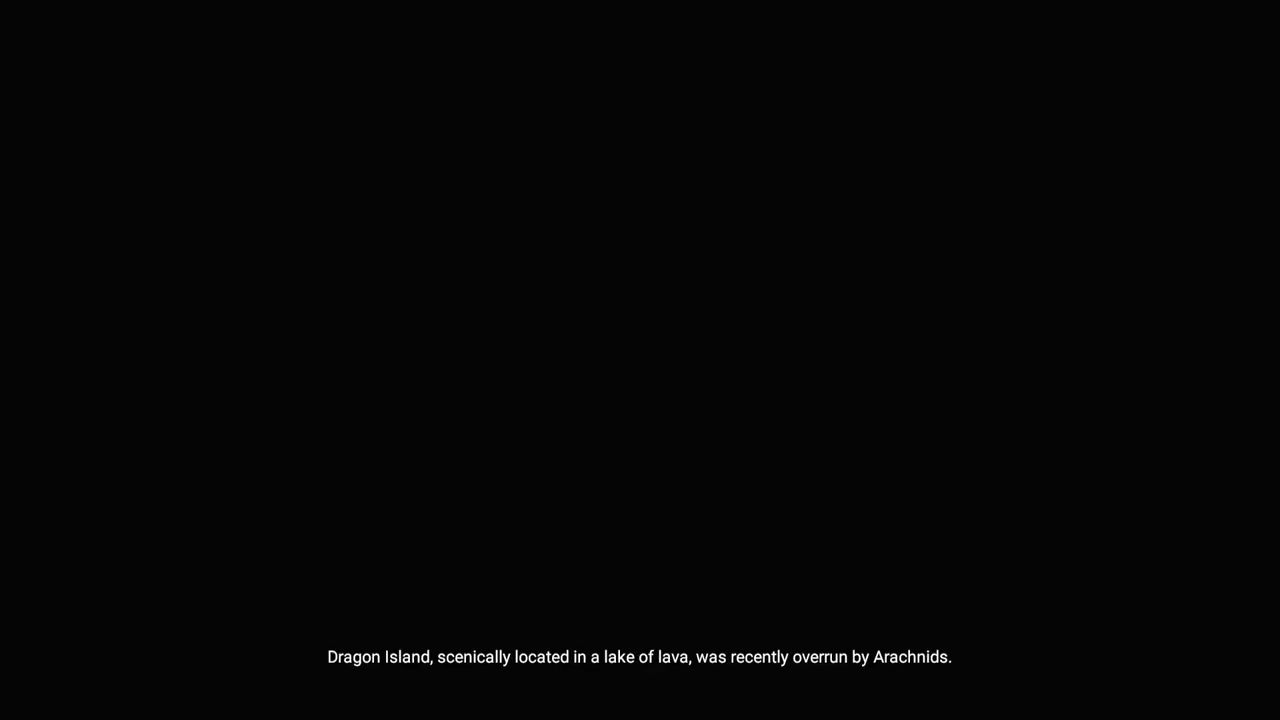 Dragon Island, scenically located in a lake of lava, was recently overrun by Arachnids.